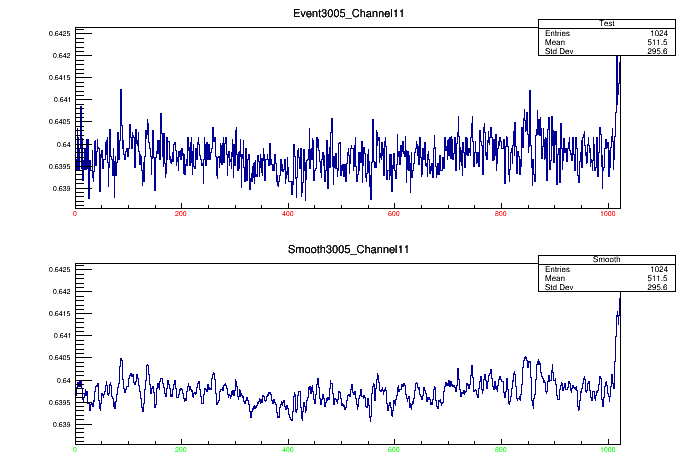 Event3005_Channel11
Test
Entries 1024
Mean 511.5
Std Dev 295.6
0.6425
0.642
0.6415
0.641
0.6405
0.64
0.6395
0.639
0 200 400 600 800 1000
Smooth3005_Channel11
Smooth
Entries 1024
Mean 511.5
Std Dev 295.6
0.6425
0.642
0.6415
0.641
0.6405
0.64
0.6395
0.639
0 200 400 600 800 1000